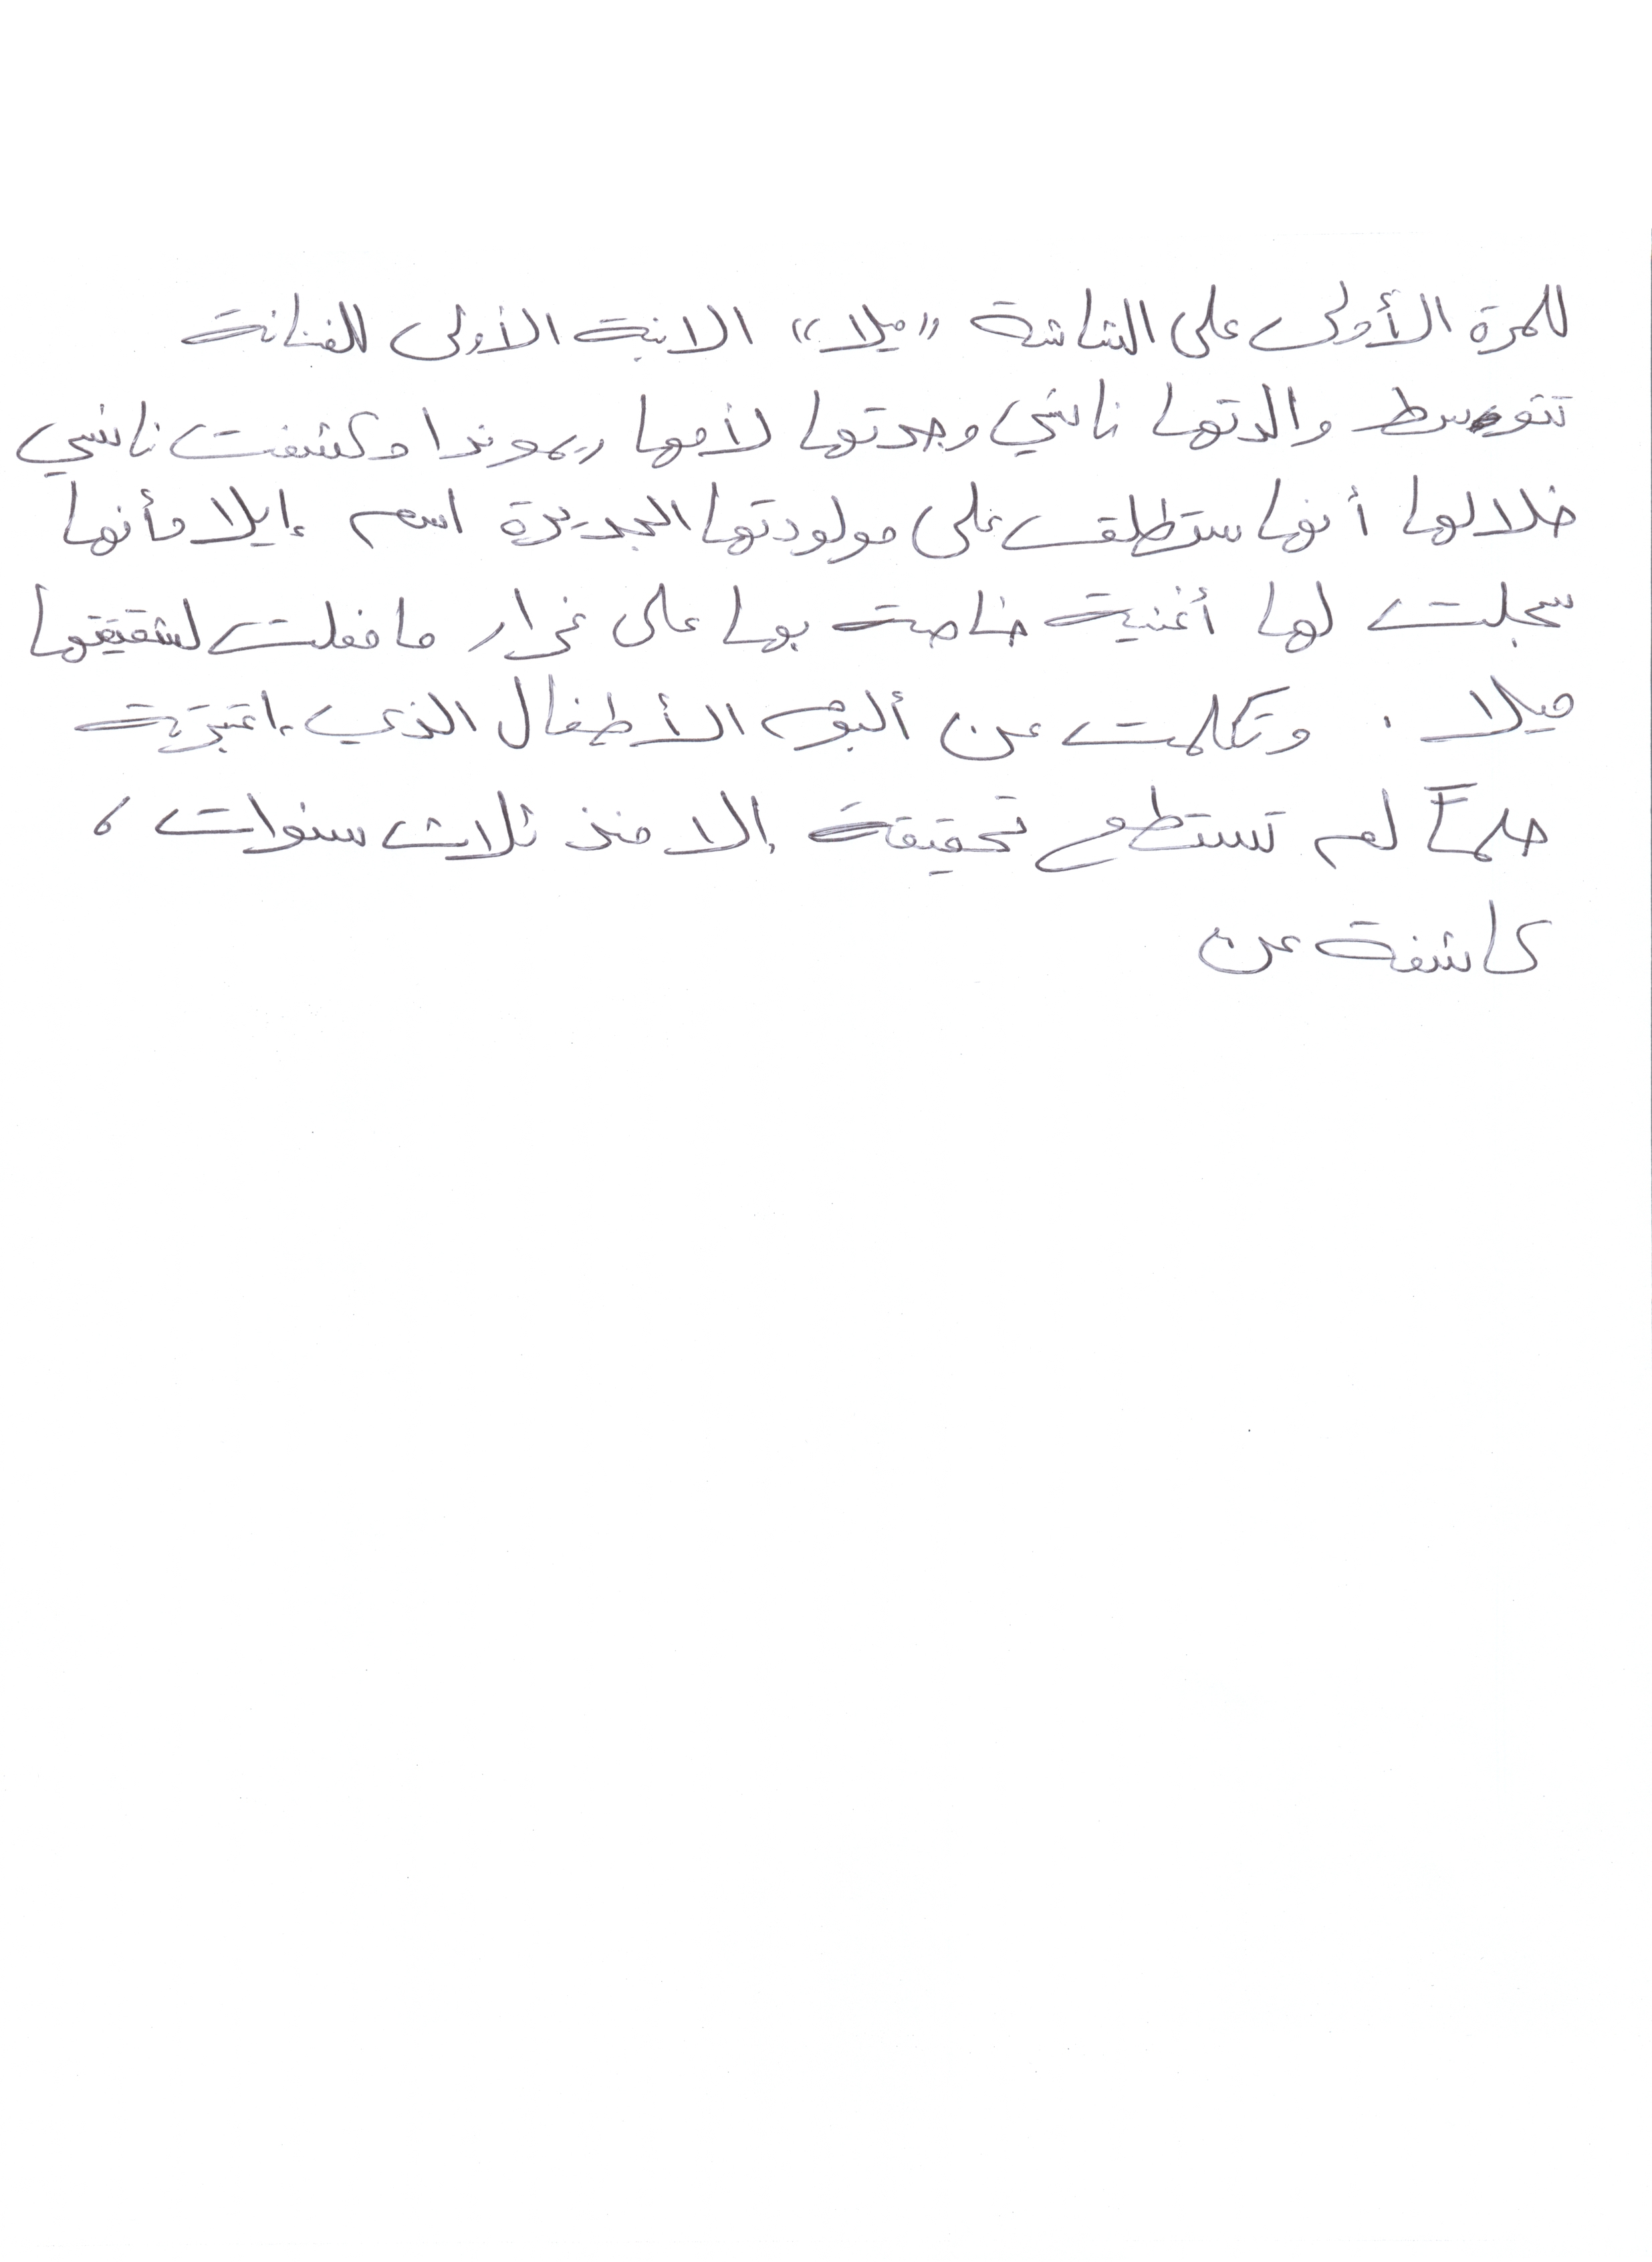 للمرة الأولى على الشاشة "ميلا" الابنة الأولى للفنانة
تتوسط والدتها نانسي وجدتها لأمها ريموندا وكشفت نانسي
خلالها أنها ستطلق على مولودتها الجديدة اسم إيلا وأنها
سجلت لها أغنية خاصة بها على غرار ما فعلت لشقيقتها
ميلا . وتكلمت عن ألبوم الأطفال الذي اعتبرته
حلماً لم تستطع تحقيقه إلا منذ ثلاث سنوات ،
كاشفة عن